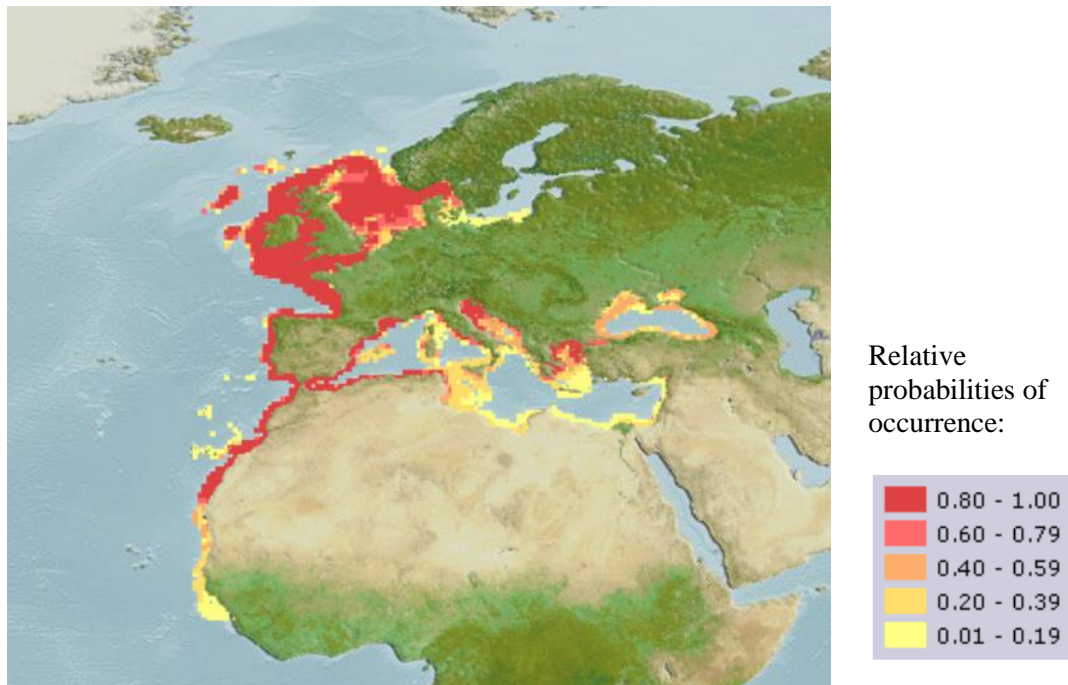 Relative
probabilities of
occurrence:
0.80 - 1.00
0.60 - 0.79
0.40 - 0.59
0.20 - 0.39
0.01 - 0.19